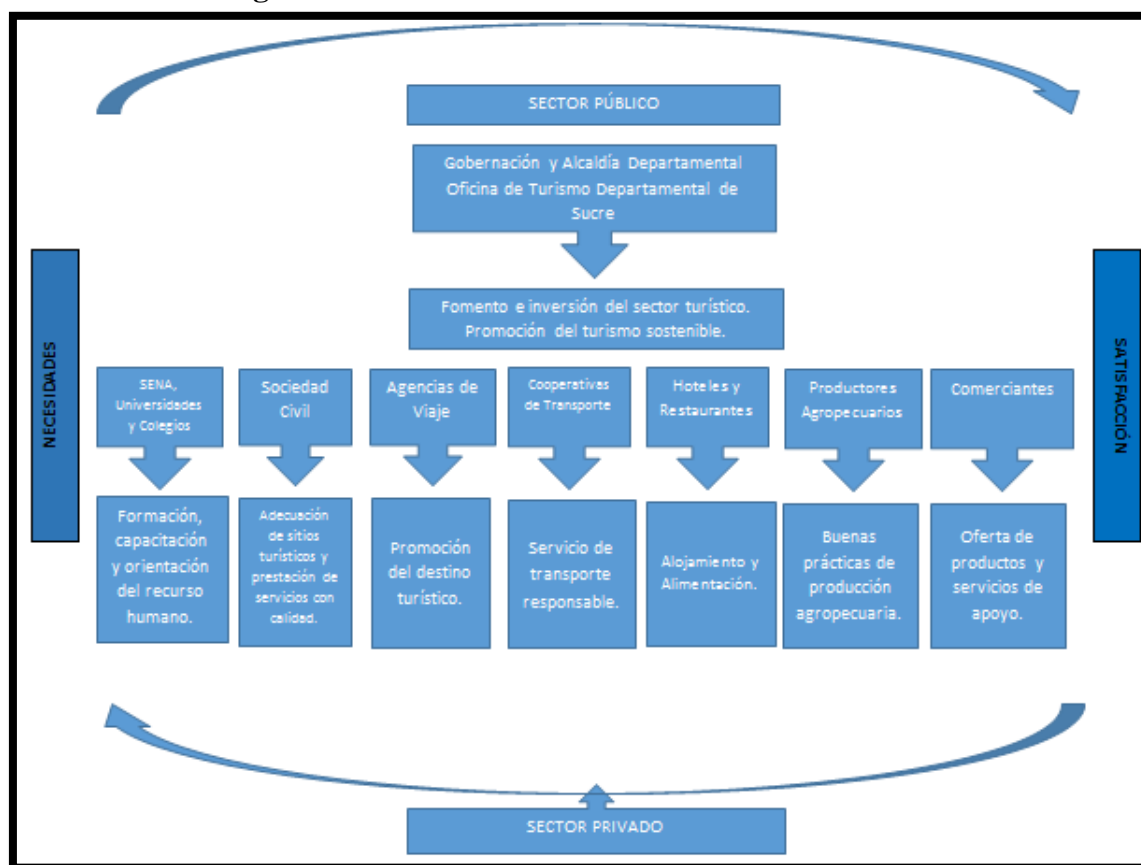 SECTOR PÚBLICO
Gobernación y Alcaldía Departamental
Oficina de Turismo Departamental de
Sucre
Fomento e inversión del sector turístico.
Promoción del turismo sostenible.
NECESIDADES
SATISFACCIÓN
SENA,
Universidades
y Colegios
Sociedad
Civil
Agencias de
Viaje
Cooperativas
de Transporte
Hoteles y
Restaurantes
Productores
Agropecuarios
Comerciantes
Formación,
capacitación
y orientación
del recurso
humano.
Adecuación
de sitios
turísticos y
prestación de
servicios con
calidad.
Promoción
del destino
turístico.
Servicio de
transporte
responsable.
Alojamiento y
Alimentación.
Buenas
prácticas de
producción
agropecuaria.
Oferta de
productos y
servicios de
apoyo.
SECTOR PRIVADO